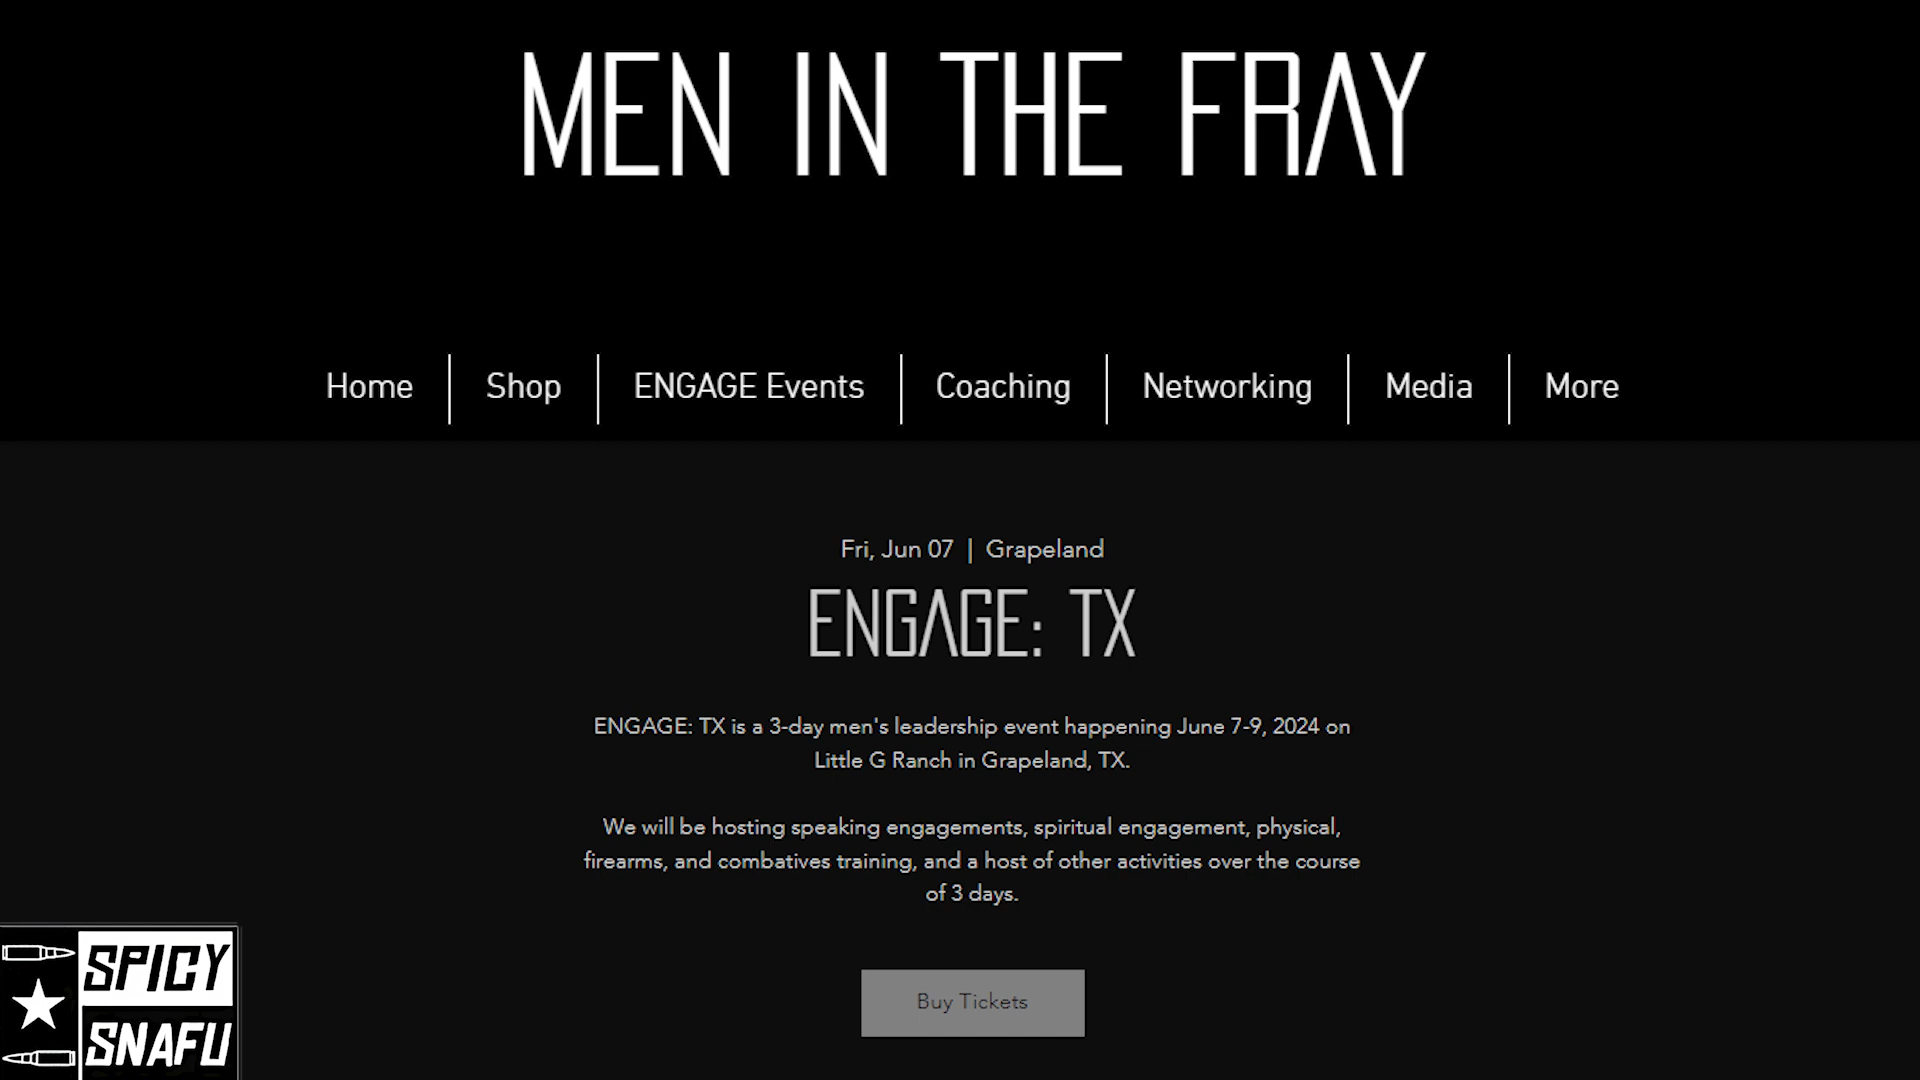 MEN IN THE FRAY
Home
Shop
ENGAGE Events
Coaching
Networking
Media
More
Fri, Jun 07 | Grapeland
ENGAGE: TX
ENGAGE: TX is a 3-day men's leadership event happening June 7-9, 2024 on
Little G Ranch in Grapeland, TX.
We will be hosting speaking engagements, spiritual engagement, physical,
firearms, and combatives training, and a host of other activities over the course
of 3 days.
Buy Tickets
SPICY
SNAFU